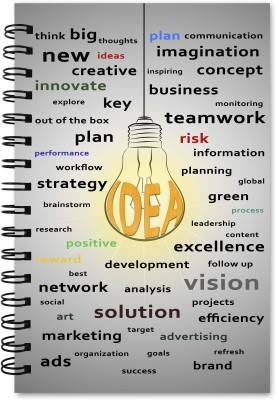 think big thoughts plan communication
new ideas imagination
creative inspiring concept
innovate business
explore key monitoring
out of the box teamwork
plan risk
performance information
workflow planning
strategy global
brainstorm green
process
IDEA
research leadership
content
positive excellence
reward development follow up
best vision
network analysis
social projects
art solution efficiency
target
marketing advertising
organization goals refresh
ads brand
success